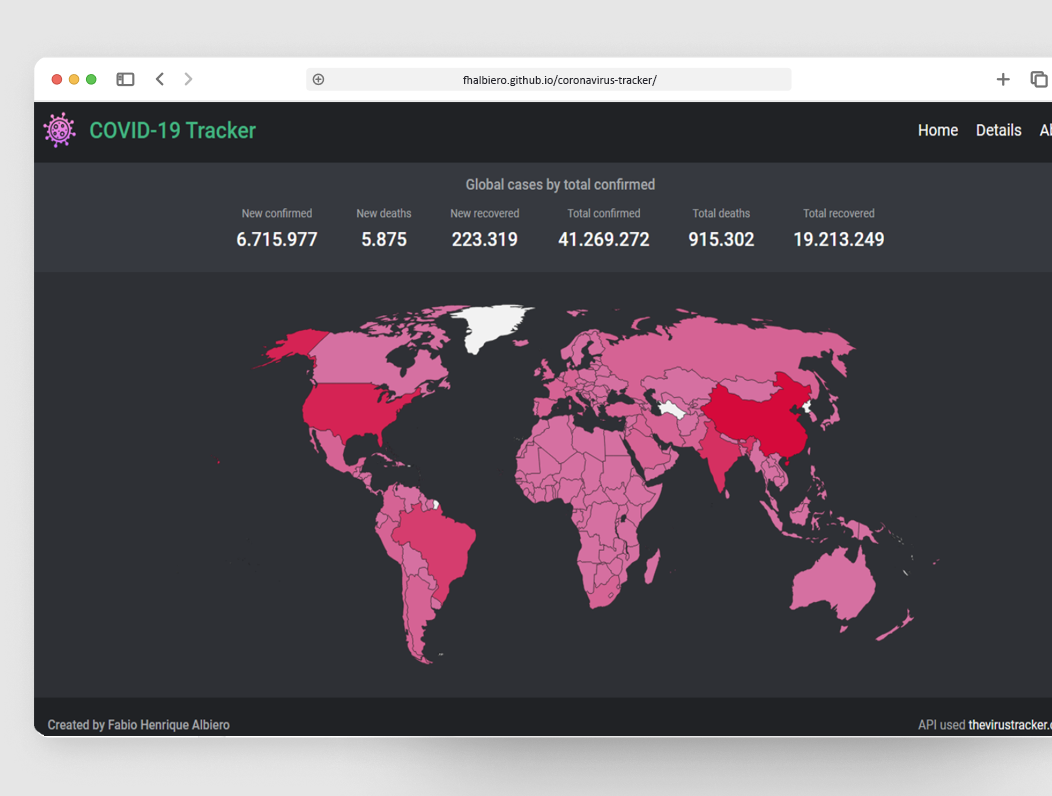 fhalbiero.github.io/coronavirus-tracker/
COVID-19 Tracker
Home Details
Global cases by total confirmed
New confirmed New deaths New recovered Total confirmed Total deaths Total recovered
6.715.977 5.875 223.319 41.269.272 915.302 19.213.249
Created by Fabio Henrique Albiero
API used thevirustracker.